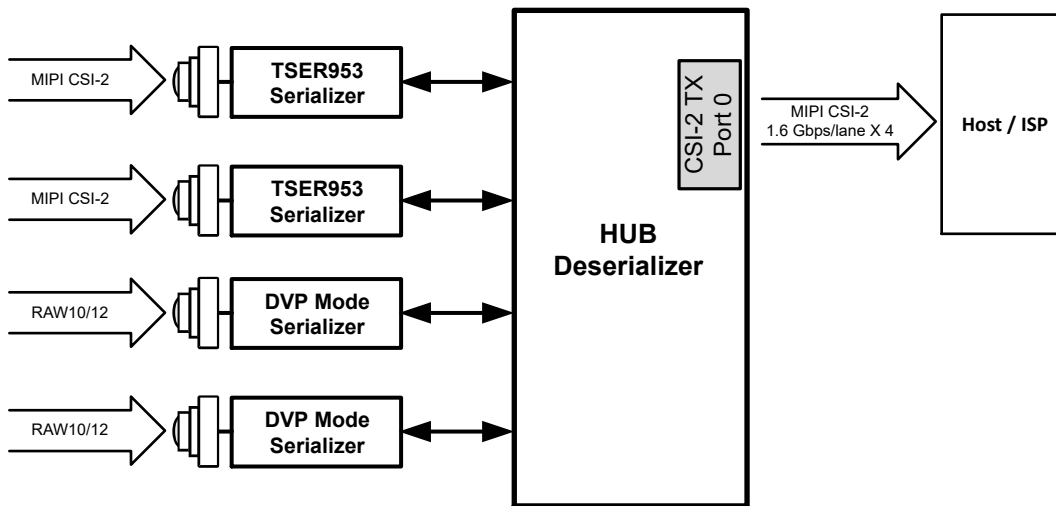 MIPI CSI-2
TSER953
Serializer
MIPI CSI-2
TSER953
Serializer
RAW10/12
DVP Mode
Serializer
RAW10/12
DVP Mode
Serializer
HUB
Deserializer
CSI-2 TX
Port 0
MIPI CSI-2
1.6 Gbps/lane X 4
Host / ISP